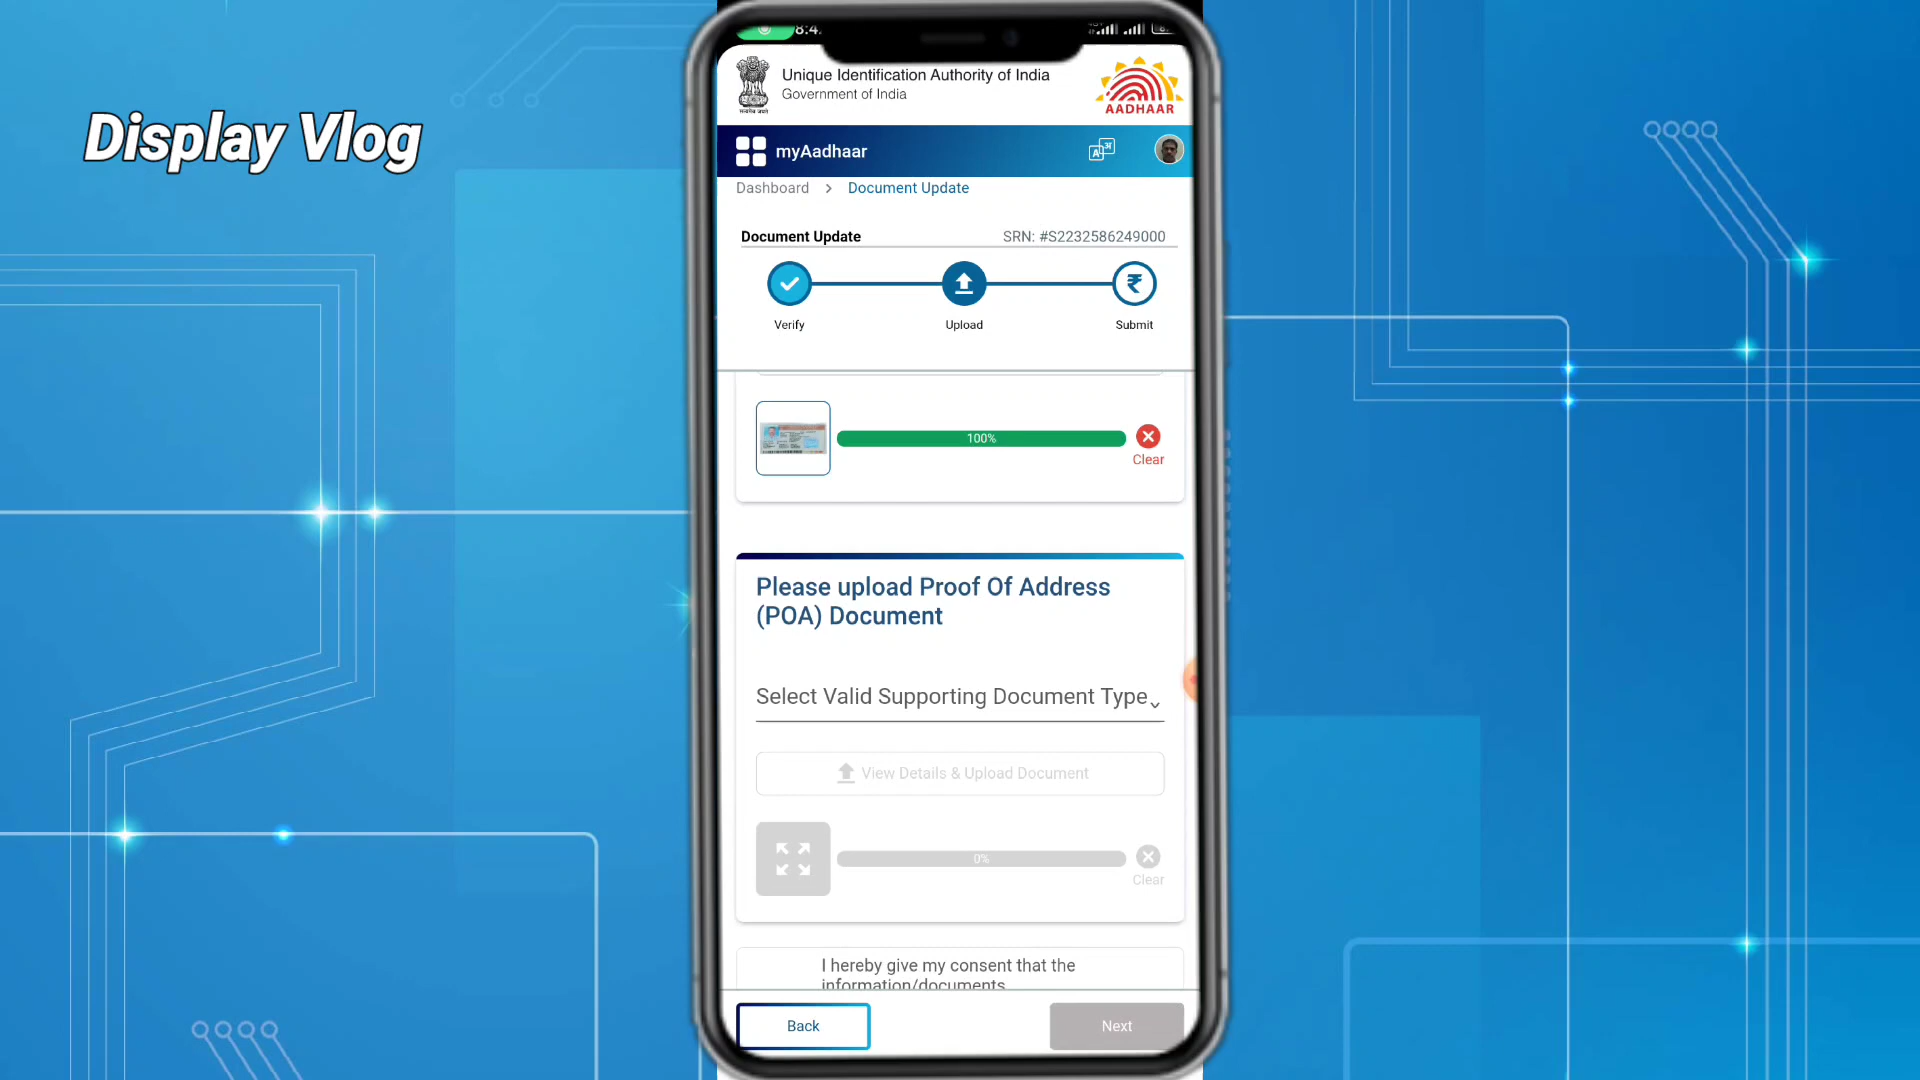 Display Vlog
8:4
Unique Identification Authority of India
Government of India
AADHAAR
myAadhaar
Dashboard > Document Update
Document Update SRN: #S2232586249000
₹
Verify Upload Submit
100%
Clear
Please upload Proof Of Address
(POA) Document
Select Valid Supporting Document Type
View Details & Upload Document
0%
Clear
I hereby give my consent that the
information/documents
Back Next